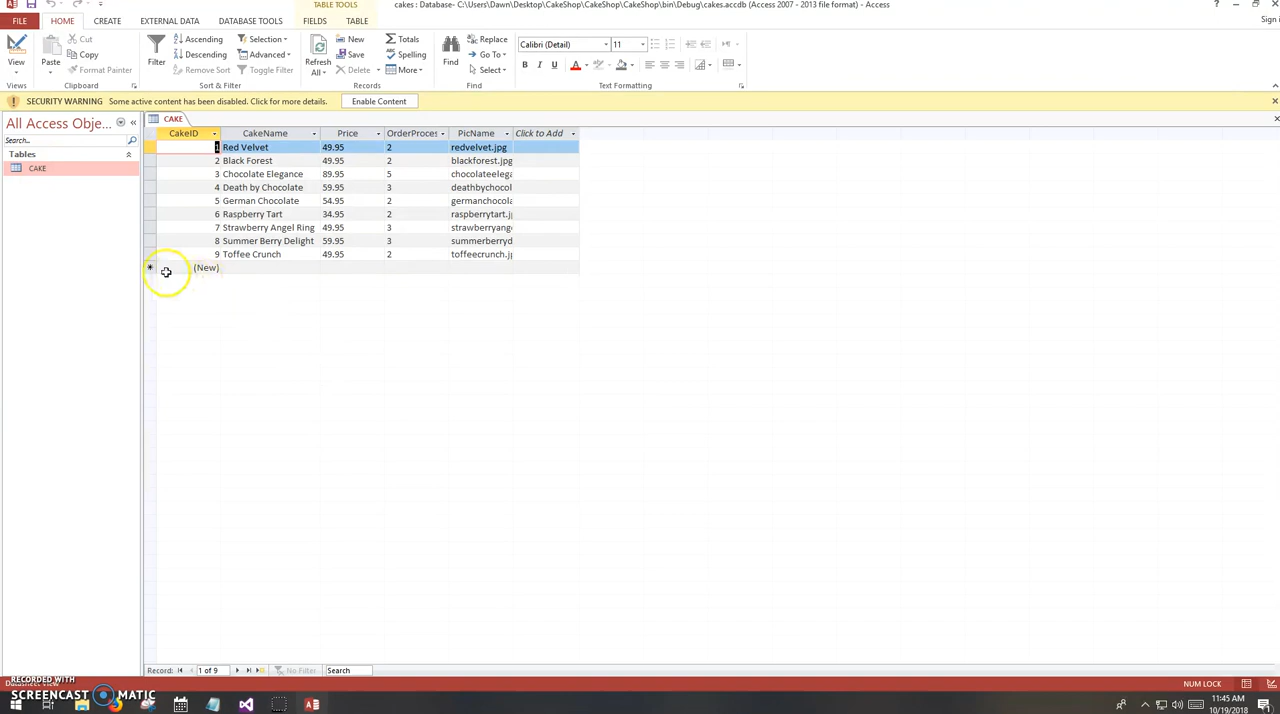 TABLE TOOLS
cakes : Database- C:\Users\Dawn\Desktop\CakeShop\CakeShop\CakeShop\bin\Debug\cakes.accdb (Access 2007 - 2013 file format) - Access
FILE HOME CREATE EXTERNAL DATA DATABASE TOOLS FIELDS TABLE
Sign i
View
Views
Paste
Cut
Copy
Format Painter
Clipboard
Filter
Ascending
Descending
Remove Sort
Selection
Advanced
Toggle Filter
Sort & Filter
Refresh
All
New
Save
Delete
Totals
Spelling
More
Records
Find
Replace
Go To
Select
Find
Calibri (Detail) 11
B I U A
Text Formatting
SECURITY WARNING Some active content has been disabled. Click for more details. Enable Content
All Access Obje...
Search...
Tables
CAKE
CAKE
CakeID CakeName Price OrderProces PicName Click to Add
1 Red Velvet 49.95 2 redvelvet.jpg
2 Black Forest 49.95 2 blackforest.jpg
3 Chocolate Elegance 89.95 5 chocolateelega
4 Death by Chocolate 59.95 3 deathbychocol
5 German Chocolate 54.95 2 germanchocola
6 Raspberry Tart 34.95 2 raspberrytart.j
7 Strawberry Angel Ring 49.95 3 strawberryange
8 Summer Berry Delight 59.95 3 summerberryd
9 Toffee Crunch 49.95 2 toffeecrunch.j
(New)
Record: 1 of 9 No Filter Search
RECORDED WITH
SCREENCAST MATIC
NUM LOCK
11:45 AM
10/19/2018